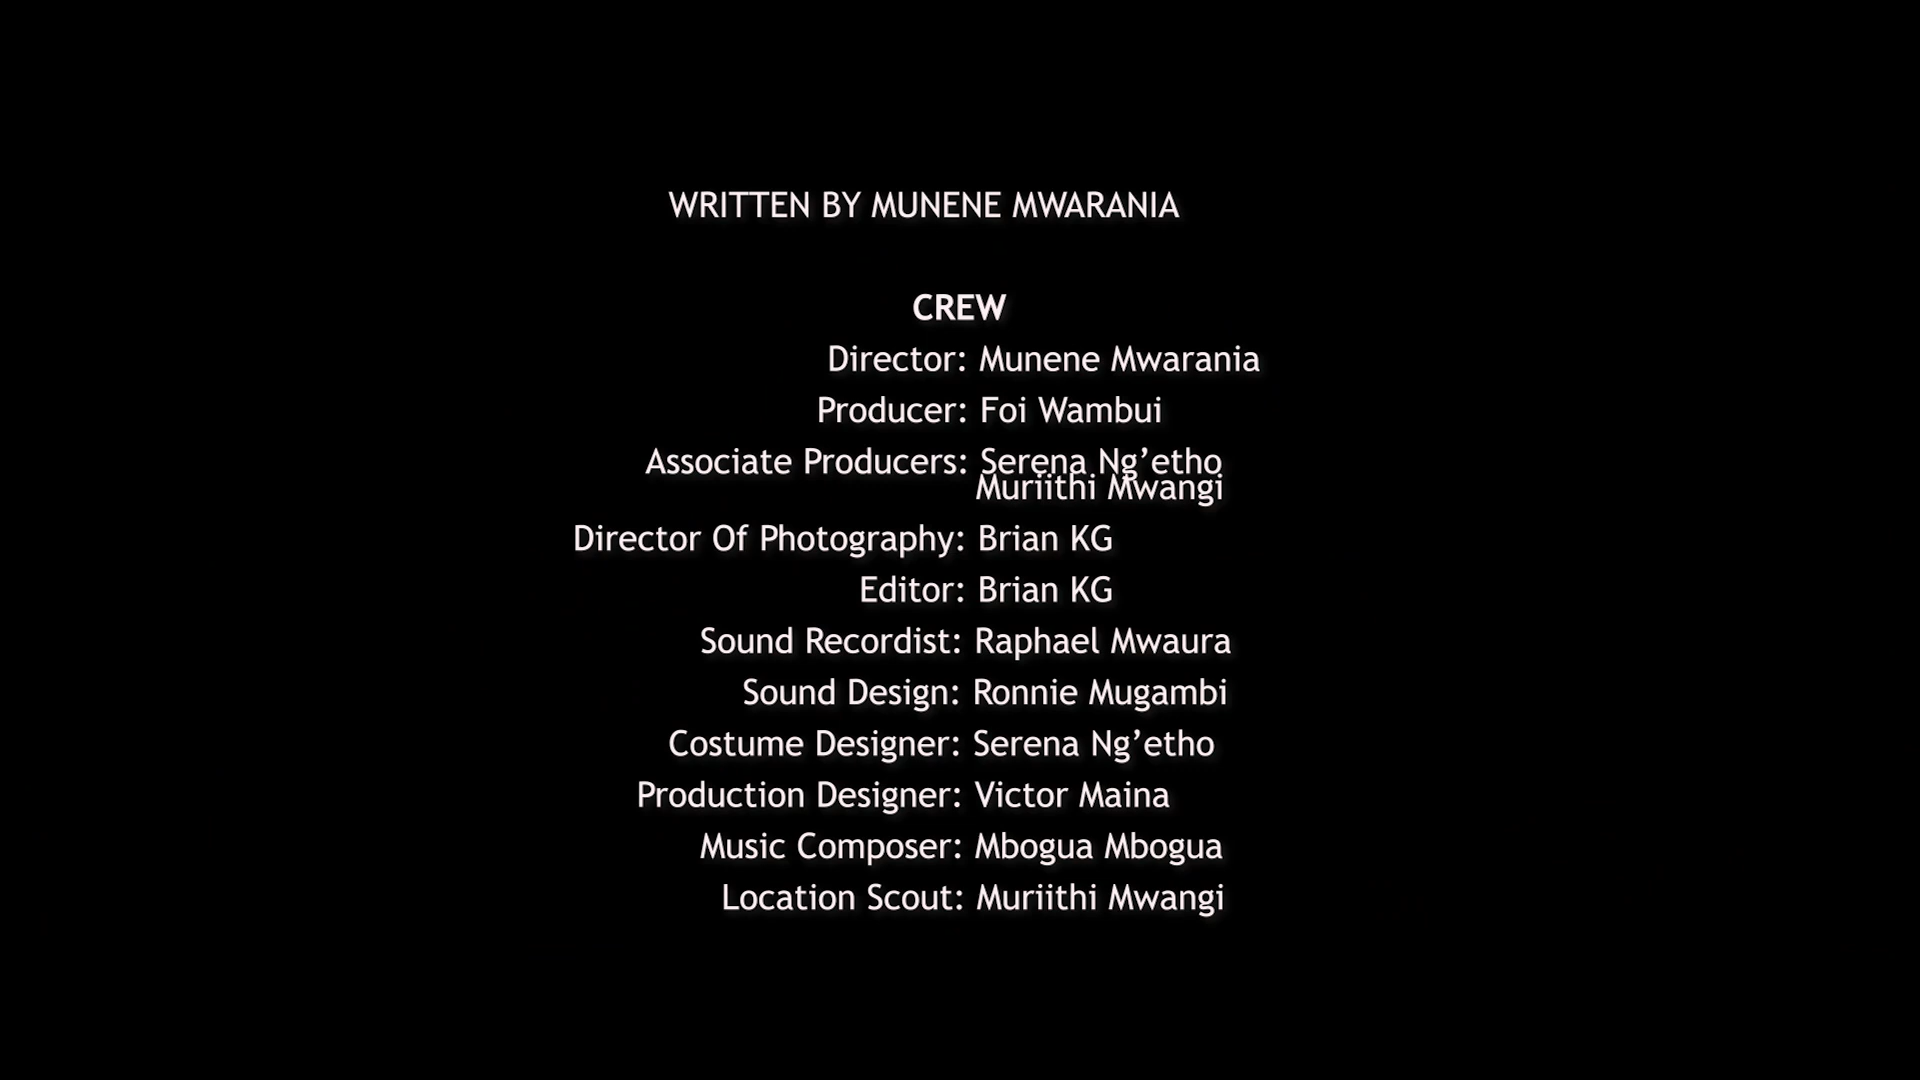 WRITTEN BY MUNENE MWARANIA
CREW
Director: Munene Mwarania
Producer: Foi Wambui
Associate Producers: Serena Ng’etho
Muriithi Mwangi
Director Of Photography: Brian KG
Editor: Brian KG
Sound Recordist: Raphael Mwaura
Sound Design: Ronnie Mugambi
Costume Designer: Serena Ng’etho
Production Designer: Victor Maina
Music Composer: Mbogua Mbogua
Location Scout: Muriithi Mwangi